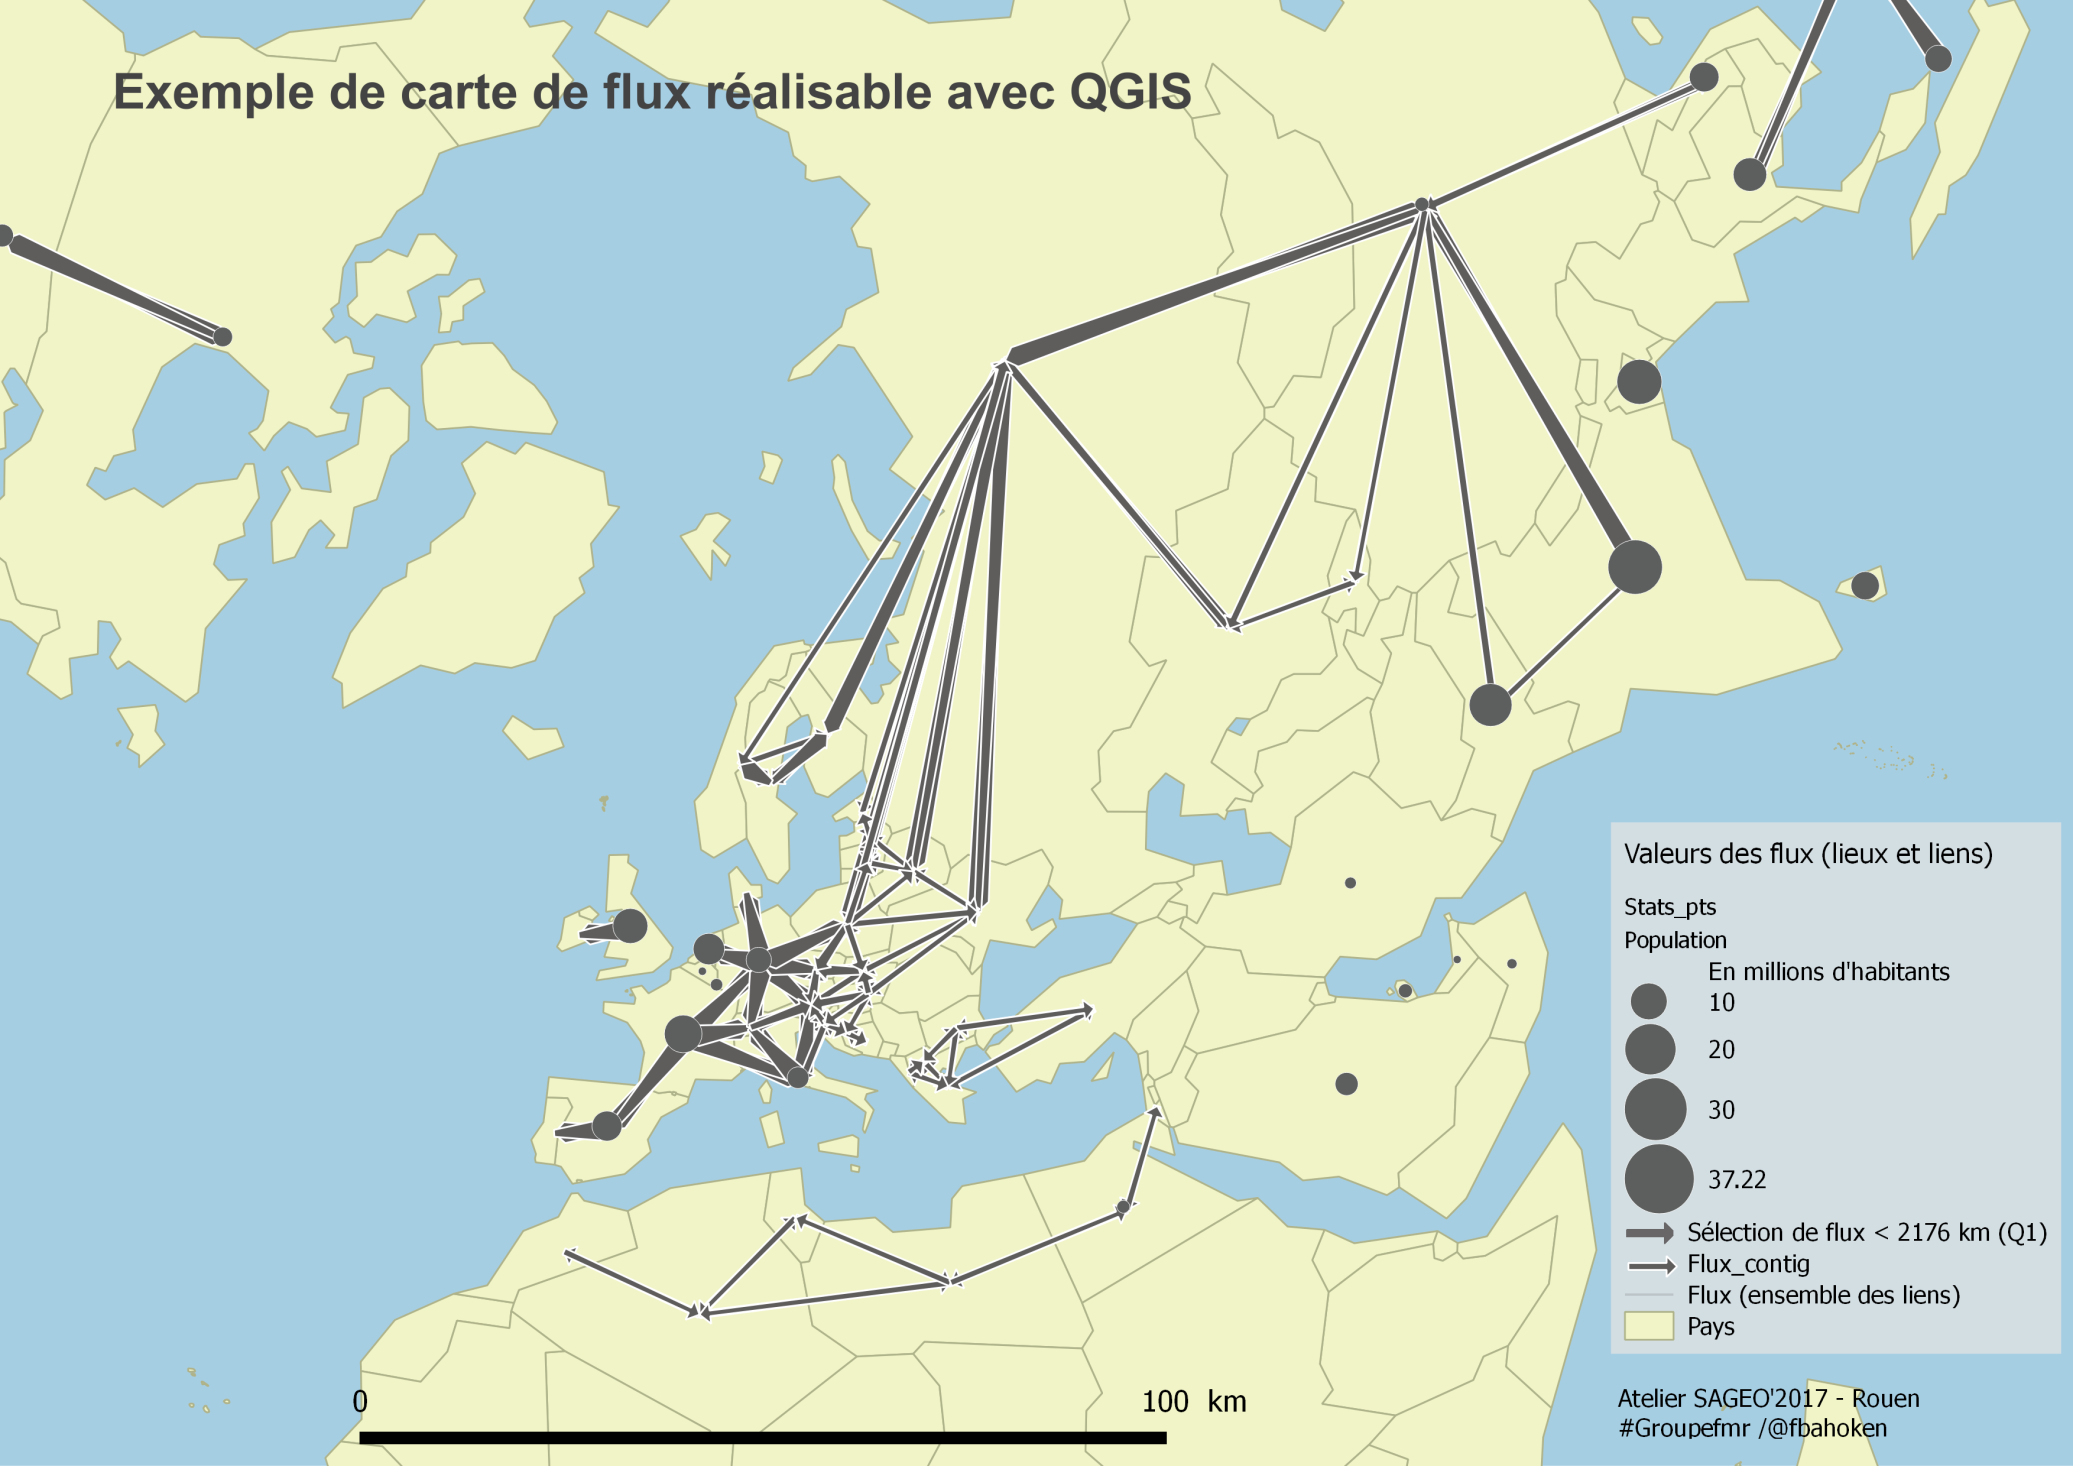 Exemple de carte de flux réalisable avec QGIS
Valeurs des flux (lieux et liens)
Stats_pts
Population
En millions d'habitants
10
20
30
37.22
Sélection de flux < 2176 km (Q1)
Flux_contig
Flux (ensemble des liens)
Pays
0 100 km
Atelier SAGEO'2017 - Rouen
#Groupefmr /@fbahoken